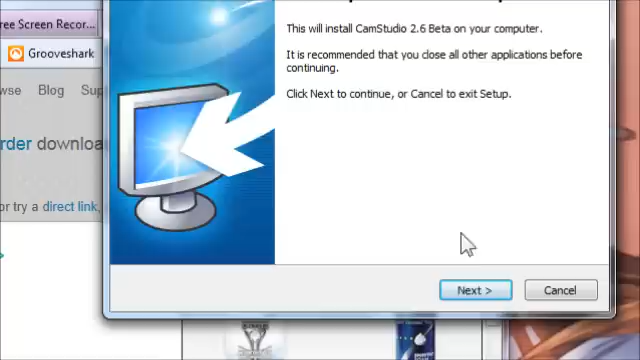 ree Screen Recor...
Grooveshark
wse Blog Sup
rder downloa
or try a direct link,
This will install CamStudio 2.6 Beta on your computer.
It is recommended that you close all other applications before
continuing.
Click Next to continue, or Cancel to exit Setup.
Next >
Cancel